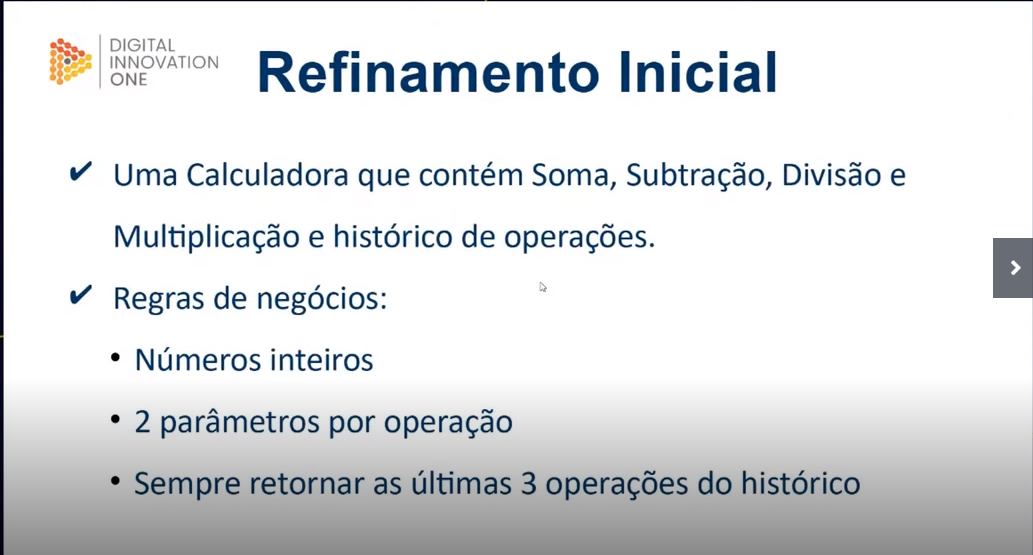 DIGITAL
INNOVATION
ONE
Refinamento Inicial
✔ Uma Calculadora que contém Soma, Subtração, Divisão e
Multiplicação e histórico de operações.
✔ Regras de negócios:
• Números inteiros
• 2 parâmetros por operação
• Sempre retornar as últimas 3 operações do histórico